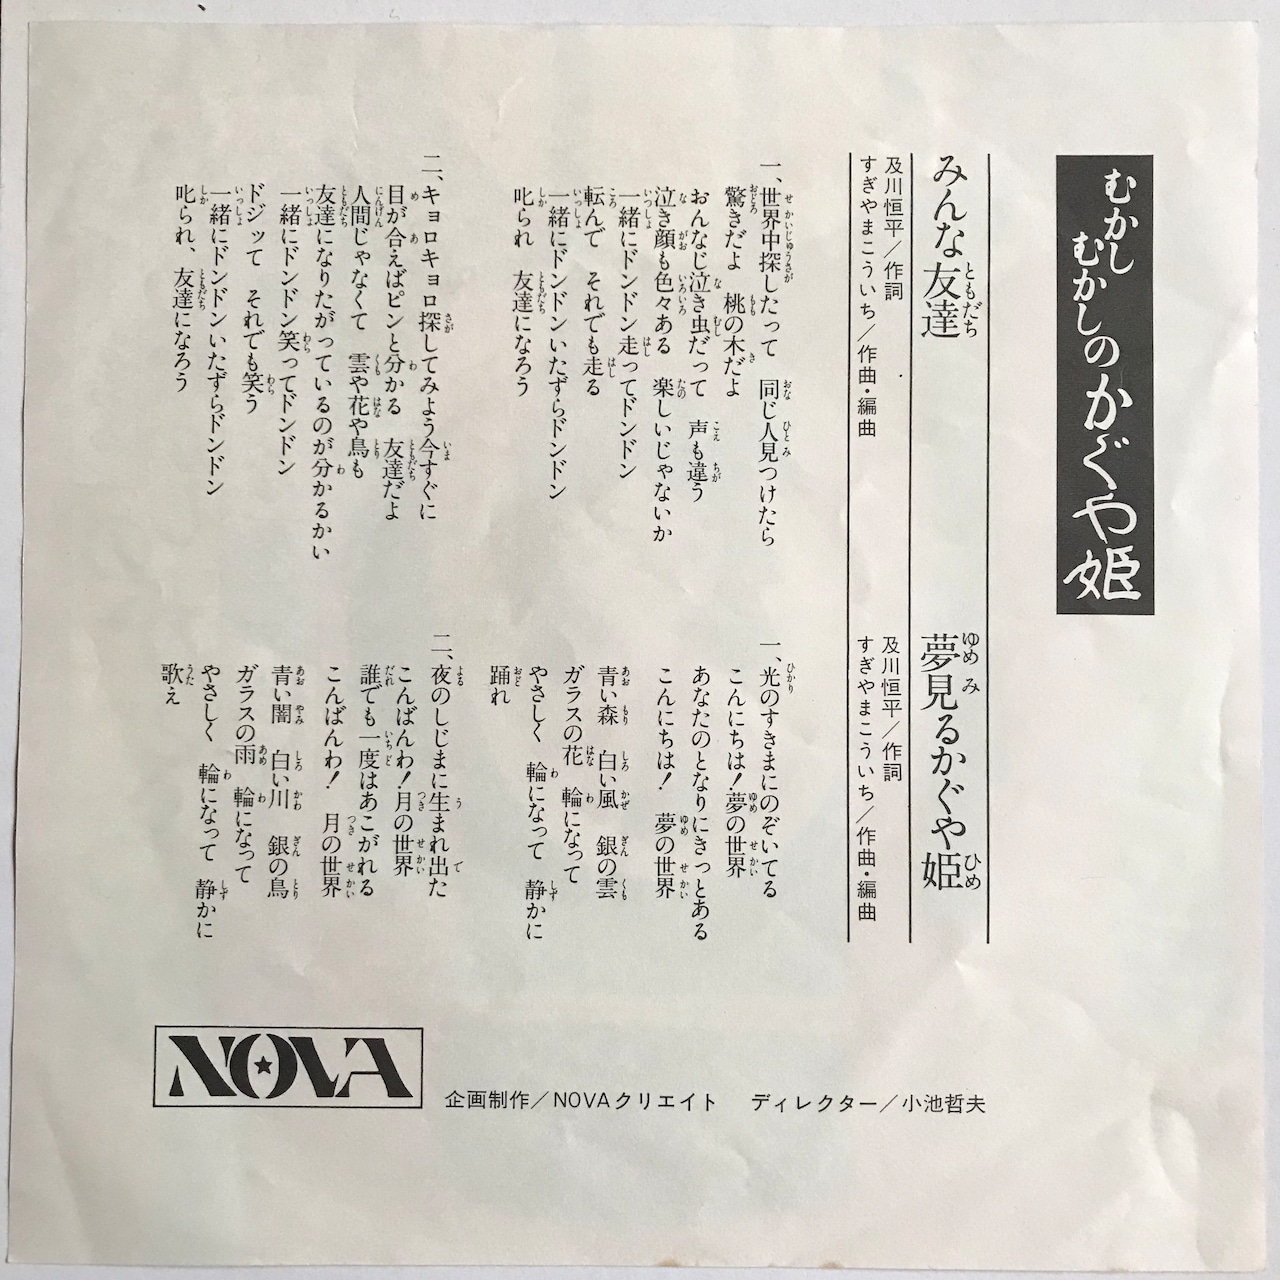 むかし
むかしのかぐや姫
みんな友達
及川恒平／作詞
すぎやまこういち／作曲・編曲
一、世界中探したって　同じ人見つけたら
驚きだよ　桃の木だよ
おんなじ泣き虫だって　声も違う
泣き顔も色々ある　楽しいじゃないか
一緒にドンドン走ってドンドン
転んで　それでも走る
一緒にドンドンいたずらドンドン
叱られ　友達になろう
二、キョロキョロ探してみよう今すぐに
目が合えばピンと分かる　友達だよ
人間じゃなくて　雲や花や鳥も
友達になりたがっているのが分かるかい
一緒にドンドン笑ってドンドン
ドジッて　それでも笑う
一緒にドンドンいたずらドンドン
叱られ、友達になろう
夢見るかぐや姫
及川恒平／作詞
すぎやまこういち／作曲・編曲
一、光のすきまにのぞいてる
こんにちは！夢の世界
あなたのとなりにきっとある
こんにちは！　夢の世界
青い森　白い風　銀の雲
ガラスの花　輪になって
やさしく　輪になって　静かに
踊れ
二、夜のしじまに生まれ出た
こんばんわ！月の世界
誰でも一度はあこがれる
こんばんわ！　月の世界
青い闇　白い川　銀の鳥
ガラスの雨　輪になって
やさしく　輪になって　静かに
歌え
NOVA
企画制作／NOVAクリエイト　ディレクター／小池哲夫